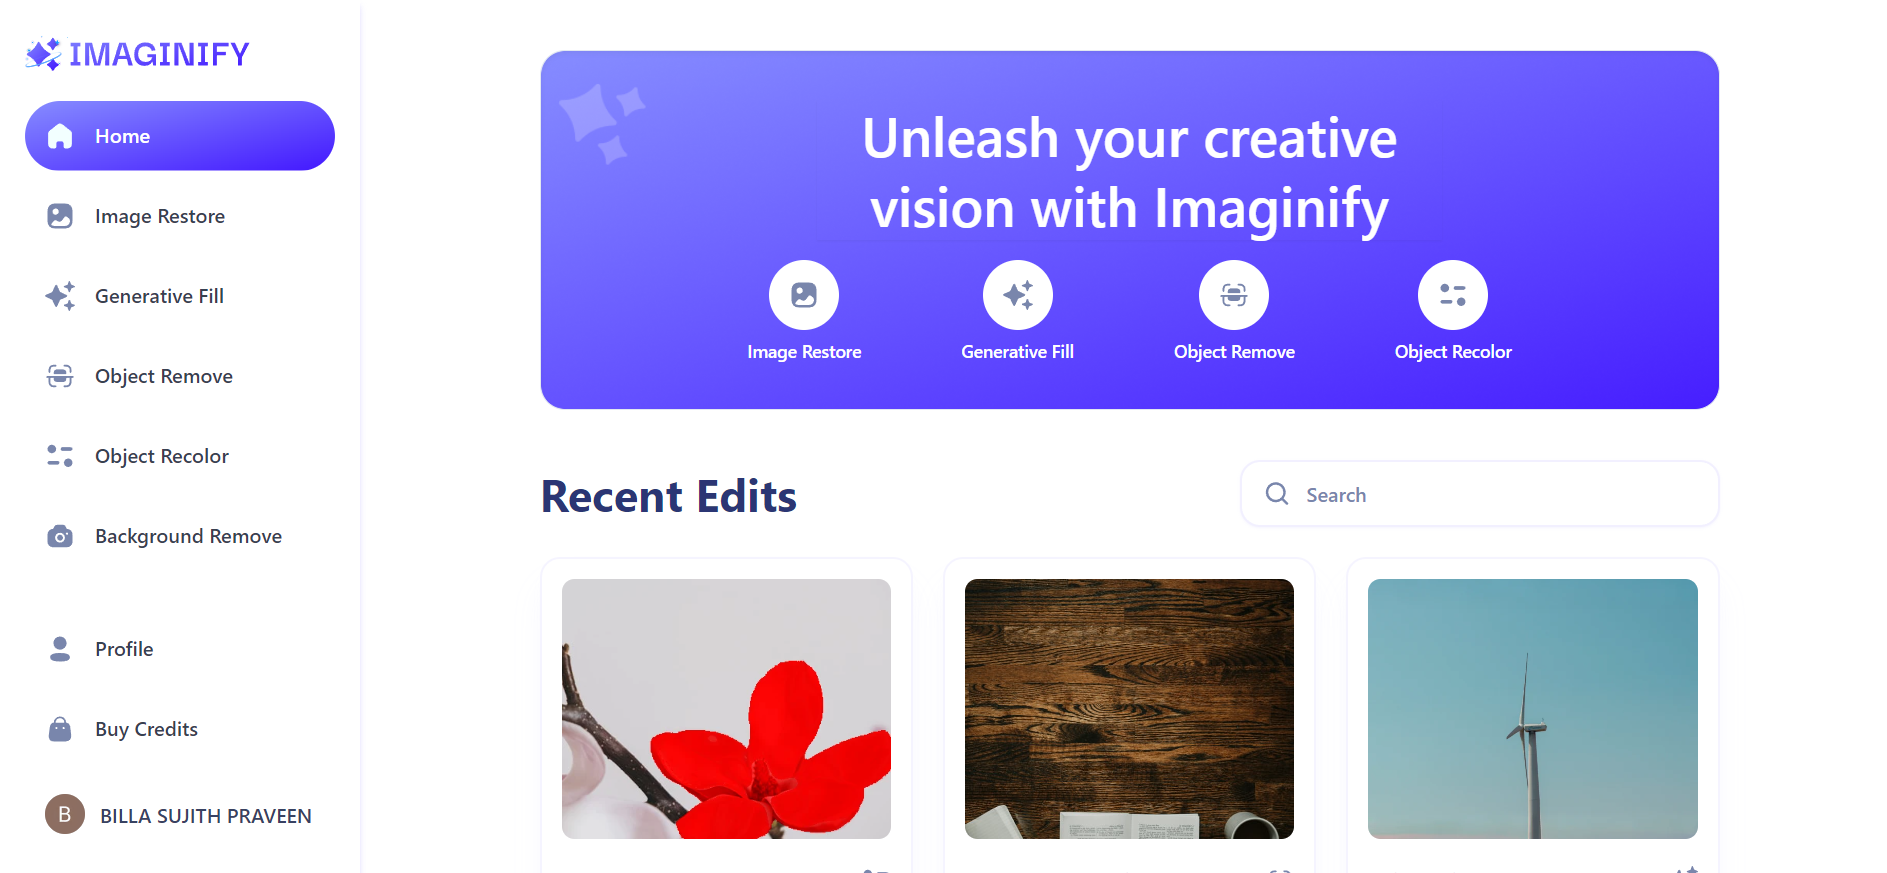 IMAGINIFY
Home
Image Restore
Generative Fill
Object Remove
Object Recolor
Background Remove
Profile
Buy Credits
B
BILLA SUJITH PRAVEEN
Unleash your creative
vision with Imaginify
Image Restore
Generative Fill
Object Remove
Object Recolor
Recent Edits
Search